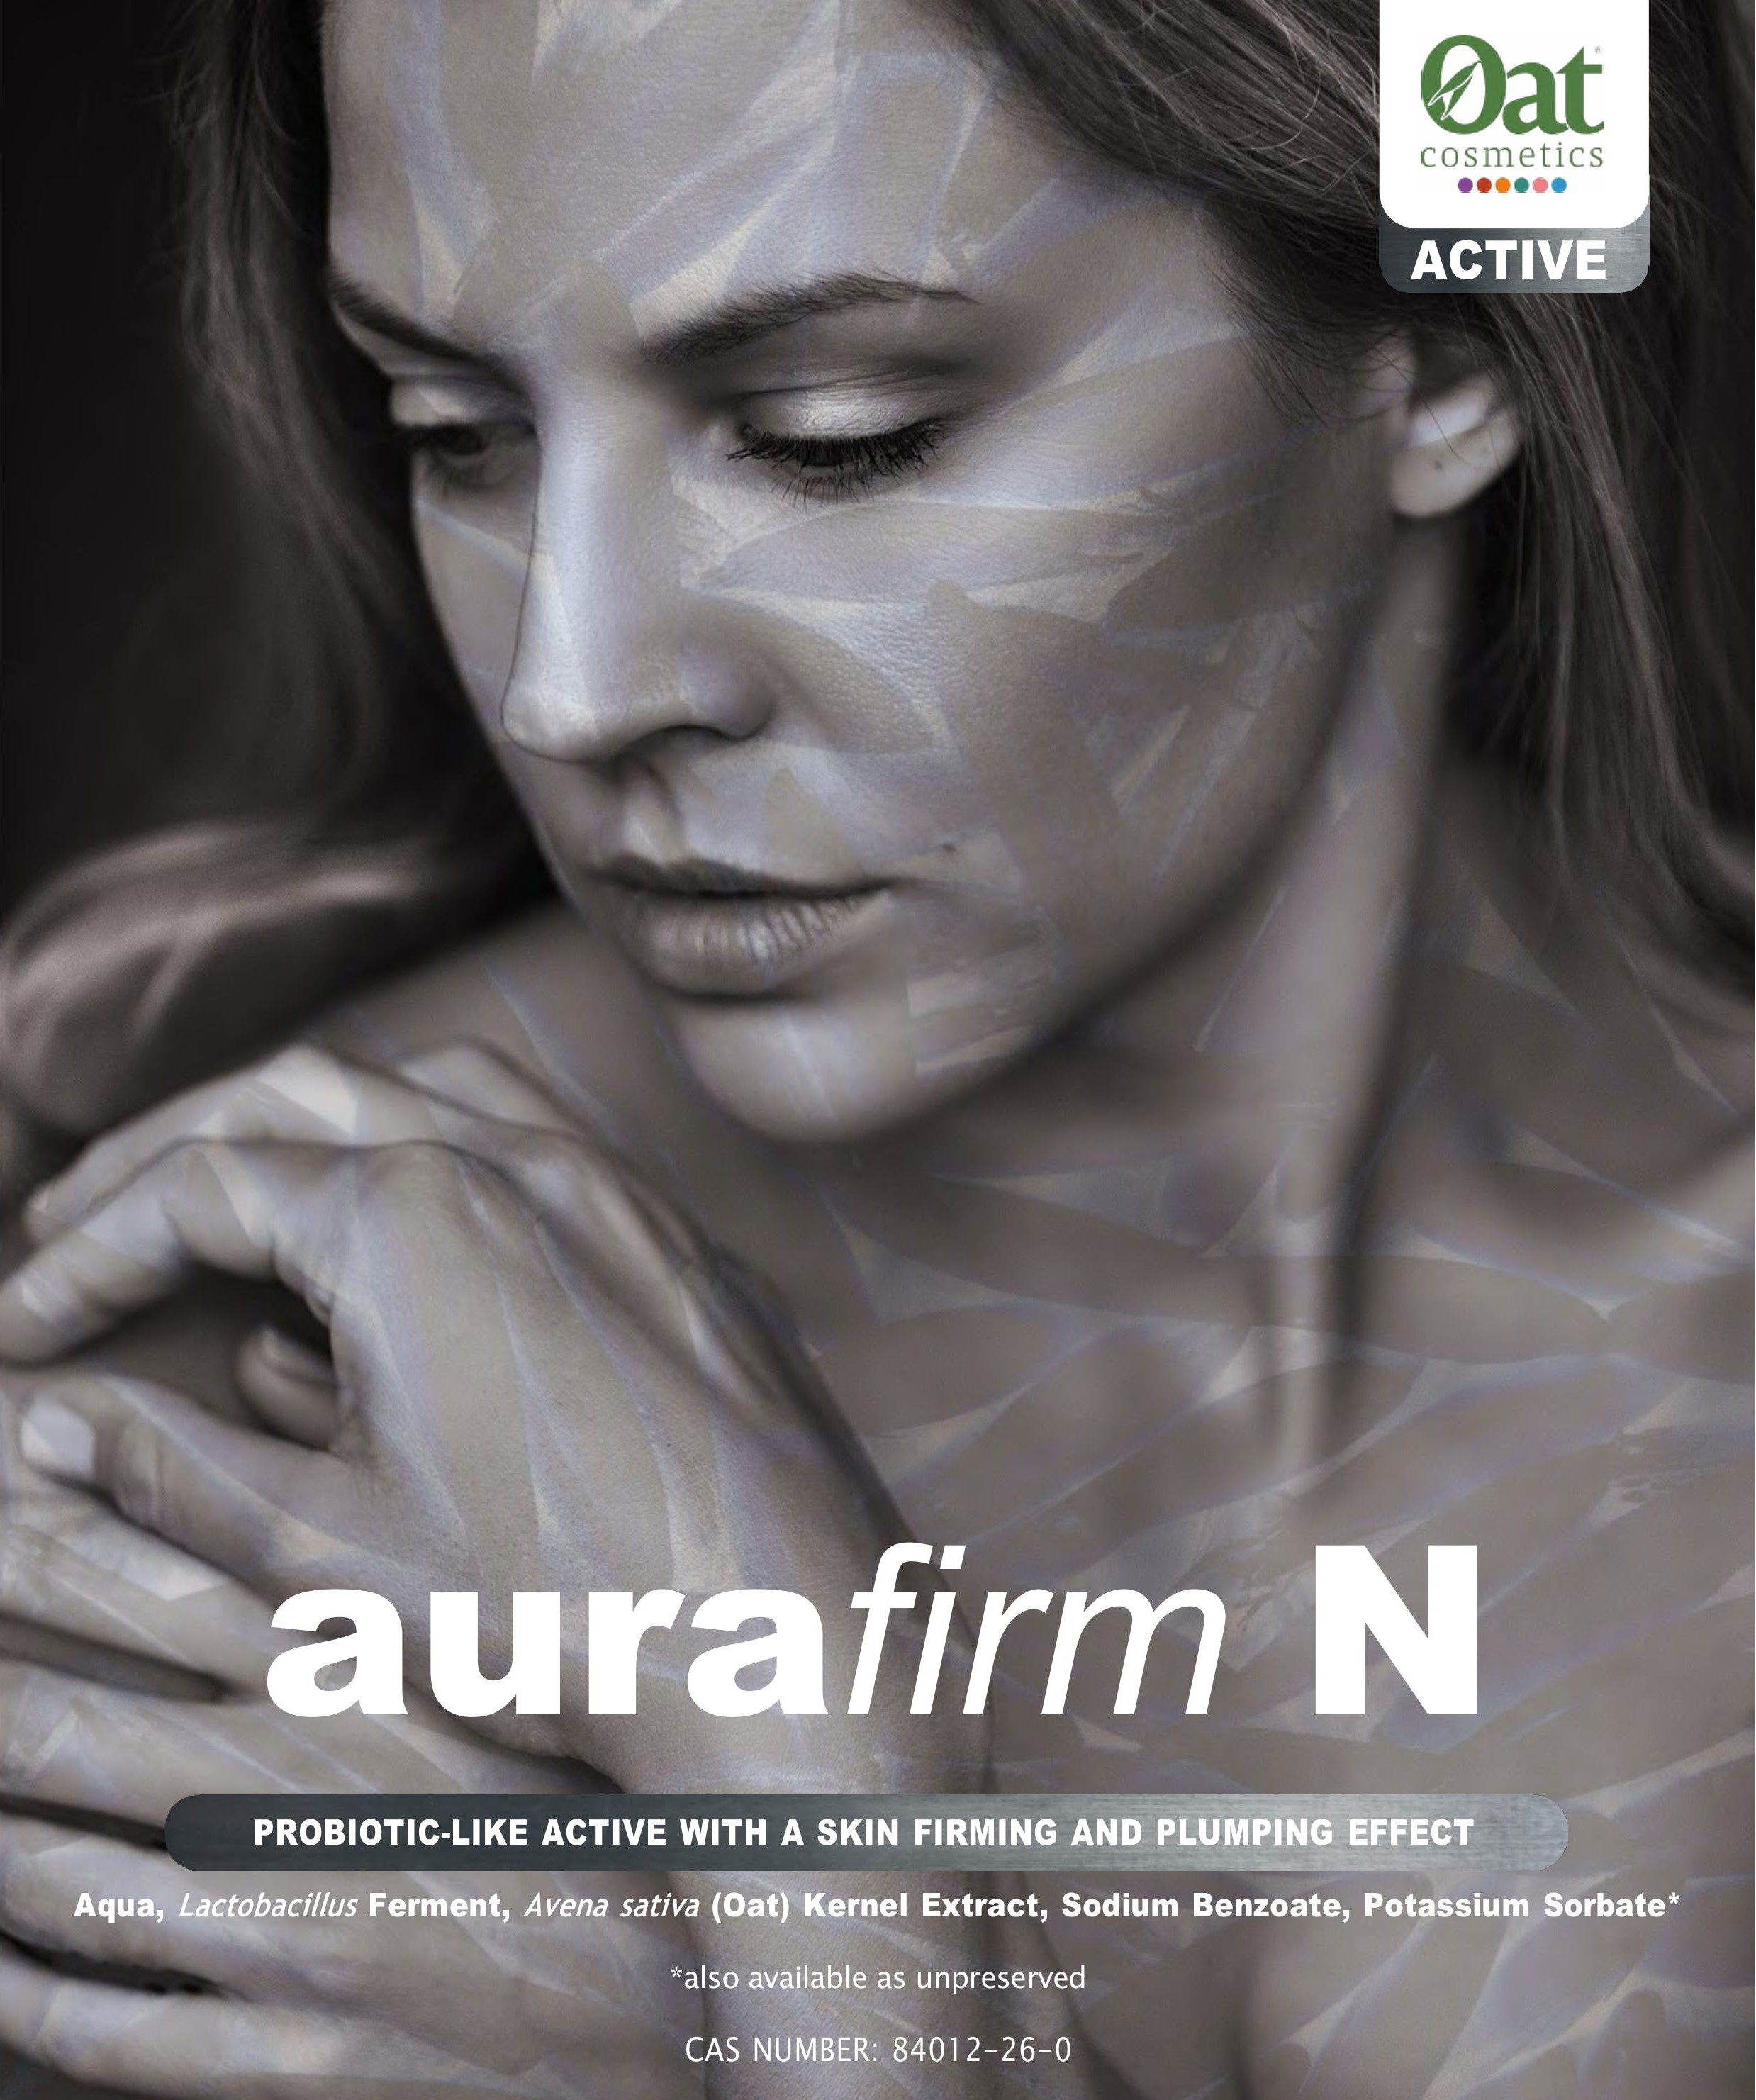 Oat®
cosmetics
ACTIVE
aurafirm N
PROBIOTIC-LIKE ACTIVE WITH A SKIN FIRMING AND PLUMPING EFFECT
Aqua, Lactobacillus Ferment, Avena sativa (Oat) Kernel Extract, Sodium Benzoate, Potassium Sorbate*
*also available as unpreserved
CAS NUMBER: 84012-26-0